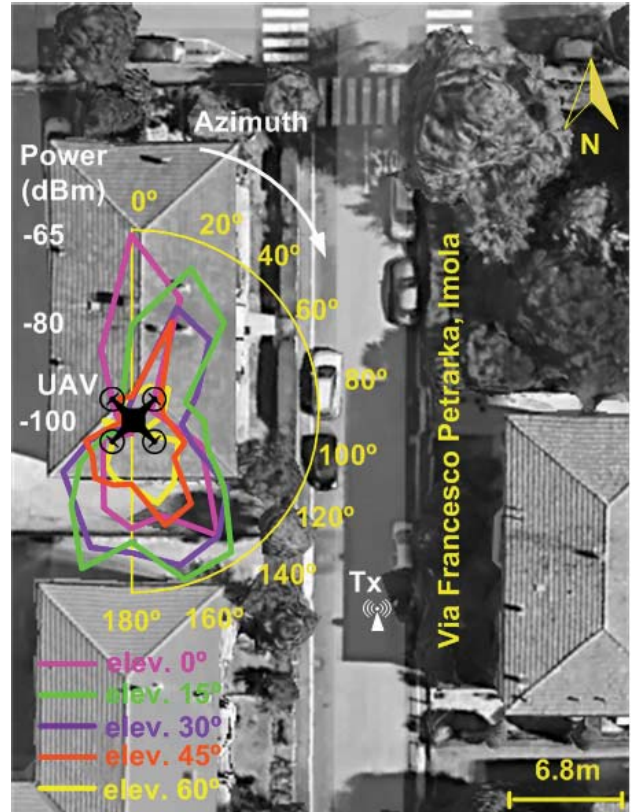 Azimuth
N
Power
(dBm)
0º
20º
-65
40º
60º
-80
80º
UAV
-100
100º
120º
140º
Tx
180º
160º
Via Francesco Petrarka, Imola
elev. 0º
elev. 15º
elev. 30º
elev. 45º
elev. 60º
6.8m